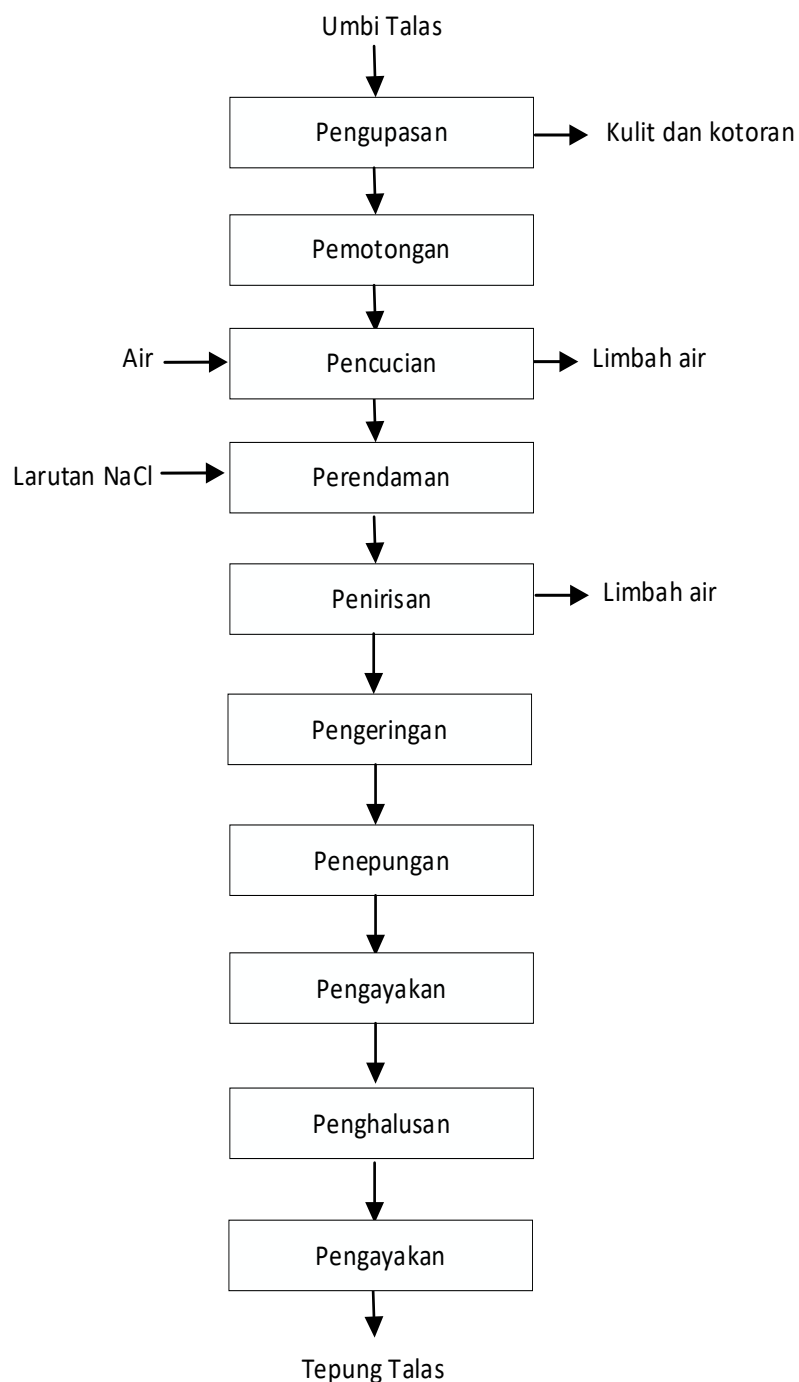 Umbi Talas
Pengupasan
Kulit dan kotoran
Pemotongan
Air
Pencucian
Limbah air
Larutan NaCl
Perendaman
Penirisan
Limbah air
Pengeringan
Penepungan
Pengayakan
Penghalusan
Pengayakan
Tepung Talas